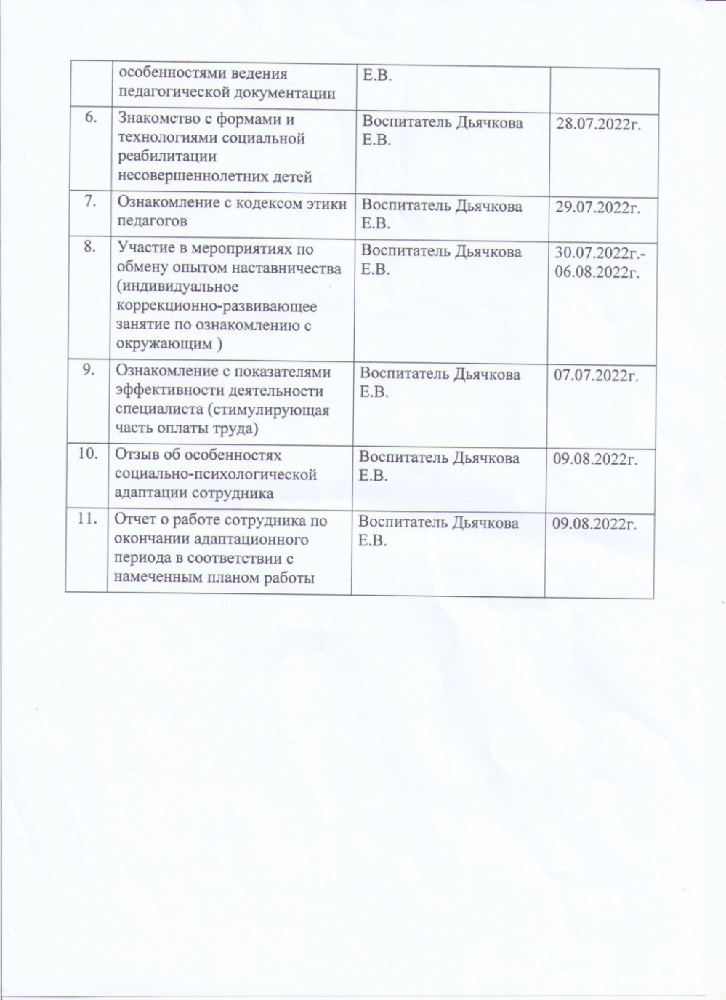 особенностями ведения
педагогической документации
Е.В.
6.
Знакомство с формами и
технологиями социальной
реабилитации
несовершеннолетних детей
Воспитатель Дьячкова
Е.В.
28.07.2022г.
7.
Ознакомление с кодексом этики
педагогов
Воспитатель Дьячкова
Е.В.
29.07.2022г.
8.
Участие в мероприятиях по
обмену опытом наставничества
(индивидуальное
коррекционно-развивающее
занятие по ознакомлению с
окружающим )
Воспитатель Дьячкова
Е.В.
30.07.2022г.-
06.08.2022г.
9.
Ознакомление с показателями
эффективности деятельности
специалиста (стимулирующая
часть оплаты труда)
Воспитатель Дьячкова
Е.В.
07.07.2022г.
10.
Отзыв об особенностях
социально-психологической
адаптации сотрудника
Воспитатель Дьячкова
Е.В.
09.08.2022г.
11.
Отчет о работе сотрудника по
окончании адаптационного
периода в соответствии с
намеченным планом работы
Воспитатель Дьячкова
Е.В.
09.08.2022г.